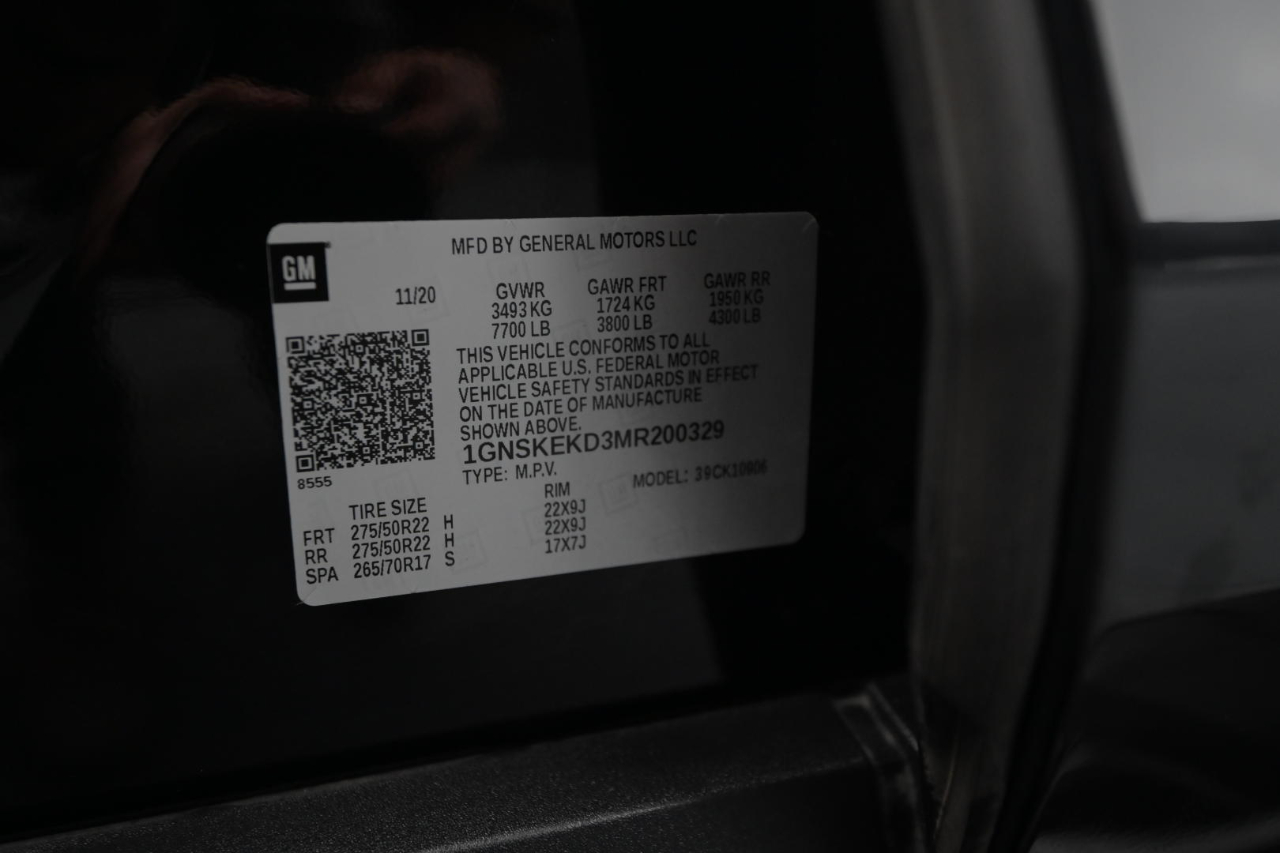 MFD BY GENERAL MOTORS LLC
GM
11/20
GVWR GAWR FRT GAWR RR
3493 KG 1724 KG 1950 KG
7700 LB 3800 LB 4300 LB
THIS VEHICLE CONFORMS TO ALL
APPLICABLE U.S. FEDERAL MOTOR
VEHICLE SAFETY STANDARDS IN EFFECT
ON THE DATE OF MANUFACTURE
SHOWN ABOVE.
1GNSKEKD3MR200329
TYPE: M.P.V. MODEL: 39CK10906
8555
TIRE SIZE RIM
FRT 275/50R22 H 22X9J
RR 275/50R22 H 22X9J
SPA 265/70R17 S 17X7J